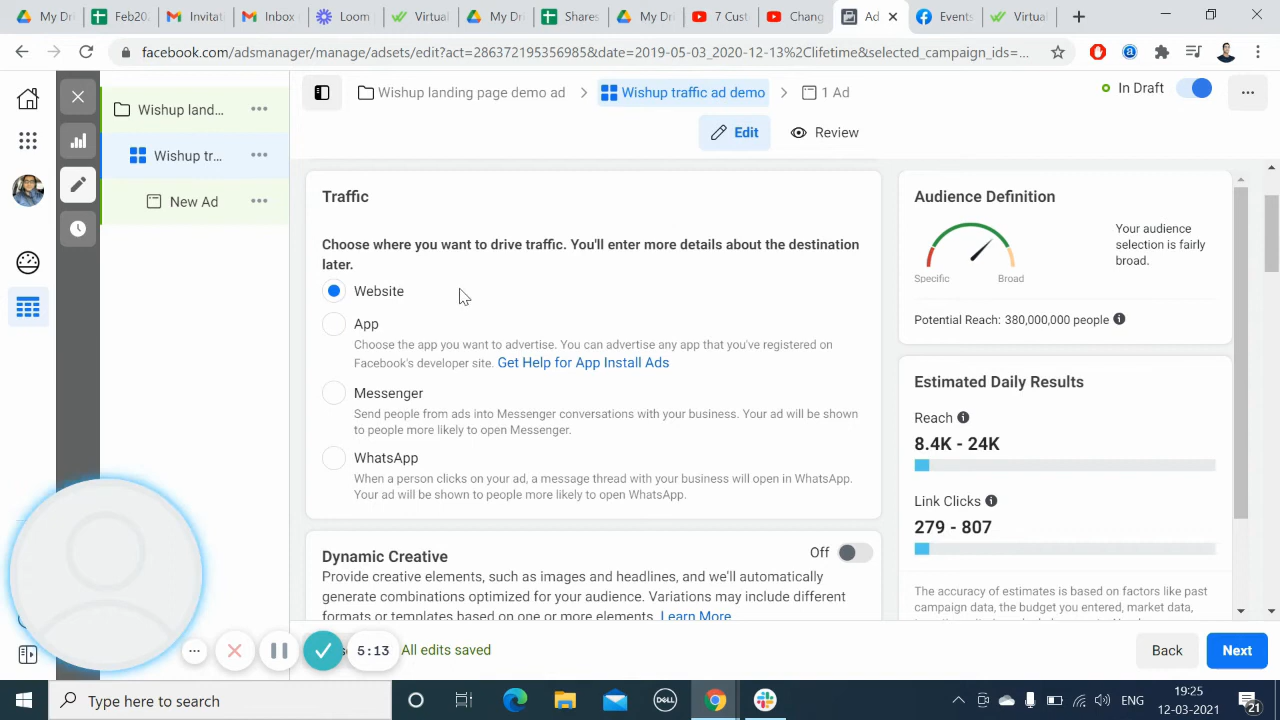 Wishu
Invitat
Inbox
Loom
Virtual
My Dr
Feb20
My Dr
Shares
My Dr
7 Cust
Chang
Ad
Events
Virtual
facebook.com/adsmanager/manage/adsets/edit?act=286372195356985&date=2019-05-03_2020-12-13%2Clifetime&selected_campaign_ids=...
Wishup land...
Wishup tr...
New Ad
Wishup landing page demo ad
Wishup traffic ad demo
1 Ad
In Draft
Edit
Review
Traffic
Choose where you want to drive traffic. You'll enter more details about the destination
later.
Website
App
Choose the app you want to advertise. You can advertise any app that you've registered on
Facebook's developer site. Get Help for App Install Ads
Messenger
Send people from ads into Messenger conversations with your business. Your ad will be shown
to people more likely to open Messenger.
WhatsApp
When a person clicks on your ad, a message thread with your business will open in WhatsApp.
Your ad will be shown to people more likely to open WhatsApp.
Dynamic Creative
Off
Provide creative elements, such as images and headlines, and we'll automatically
generate combinations optimized for your audience. Variations may include different
formats or templates based on one or more elements. Learn More
Audience Definition
Your audience
selection is fairly
broad.
Specific
Broad
Potential Reach: 380,000,000 people
Estimated Daily Results
Reach
8.4K - 24K
Link Clicks
279 - 807
The accuracy of estimates is based on factors like past
campaign data, the budget you entered, market data,
5:13
All edits saved
Back
Next
Type here to search
DELL
ENG
19:25
12-03-2021
21